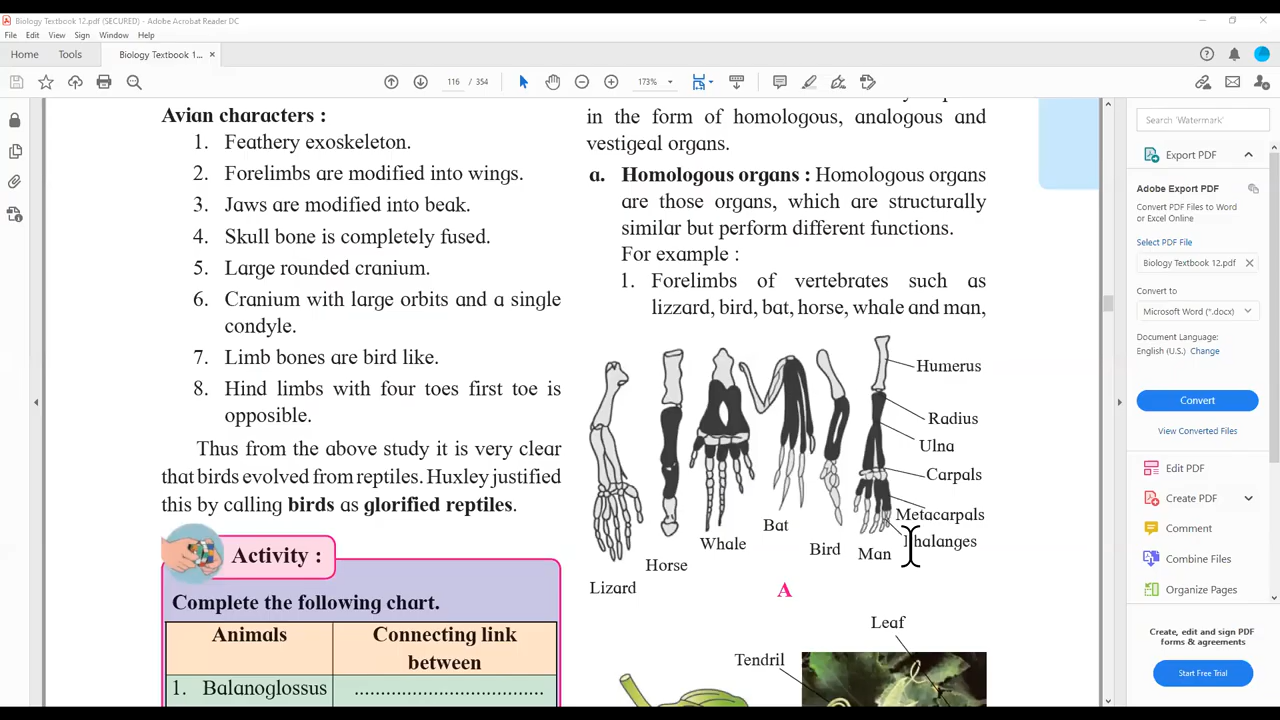 Biology Textbook 12.pdf (SECURED) - Adobe Acrobat Reader DC
File Edit View Sign Window Help
Home Tools Biology Textbook 1... ×
116 / 354 173%
Avian characters :
1. Feathery exoskeleton.
2. Forelimbs are modified into wings.
3. Jaws are modified into beak.
4. Skull bone is completely fused.
5. Large rounded cranium.
6. Cranium with large orbits and a single
condyle.
7. Limb bones are bird like.
8. Hind limbs with four toes first toe is
opposible.
Thus from the above study it is very clear
that birds evolved from reptiles. Huxley justified
this by calling birds as glorified reptiles.
Activity :
Complete the following chart.
Animals
Connecting link
between
1. Balanoglossus ..................................
in the form of homologous, analogous and
vestigeal organs.
a. Homologous organs : Homologous organs
are those organs, which are structurally
similar but perform different functions.
For example :
1. Forelimbs of vertebrates such as
lizzard, bird, bat, horse, whale and man,
Humerus
Radius
Ulna
Carpals
Metacarpals
Phalanges
Lizard
Horse
Whale
Bat
Bird
Man
A
Leaf
Tendril
Search 'Watermark'
Export PDF
Adobe Export PDF
Convert PDF Files to Word
or Excel Online
Select PDF File
Biology Textbook 12.pdf
Convert to
Microsoft Word (*.docx)
Document Language:
English (U.S.) Change
Convert
View Converted Files
Edit PDF
Create PDF
Comment
Combine Files
Organize Pages
Create, edit and sign PDF
forms & agreements
Start Free Trial